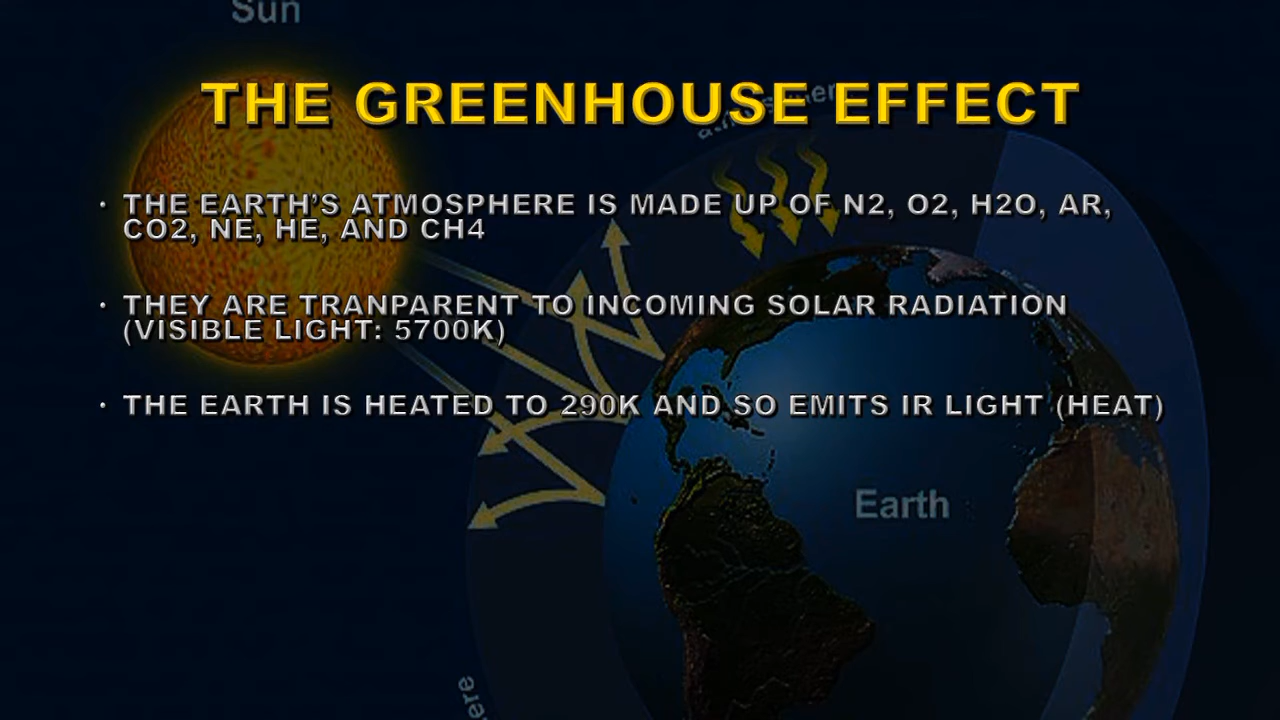 Sun
THE GREENHOUSE EFFECT
· THE EARTH'S ATMOSPHERE IS MADE UP OF N2, O2, H2O, AR,
CO2, NE, HE, AND CH4
· THEY ARE TRANPARENT TO INCOMING SOLAR RADIATION
(VISIBLE LIGHT: 5700K)
· THE EARTH IS HEATED TO 290K AND SO EMITS IR LIGHT (HEAT)
Earth